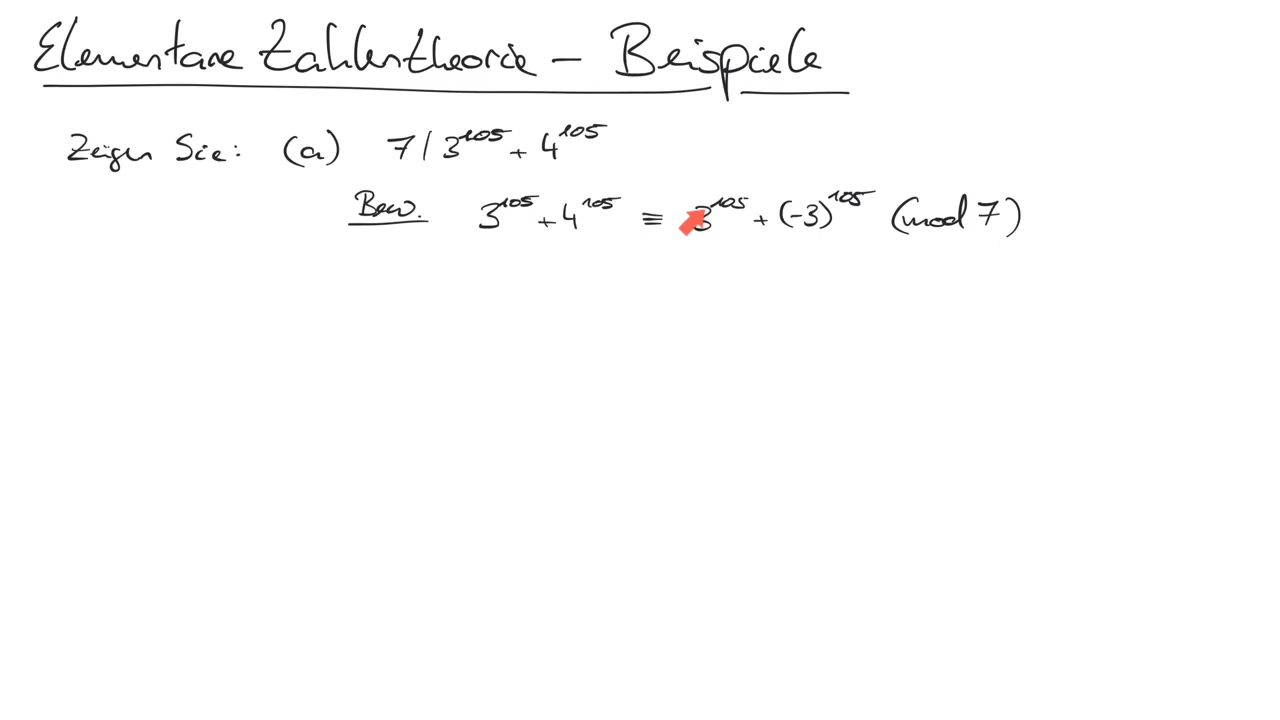 Elementare Zahlentheorie – Beispiele
Zeigen Sie: (a) 7 | 3^105 + 4^105
Bew. 3^105 + 4^105 ≡ 3^105 + (-3)^105 (mod 7)